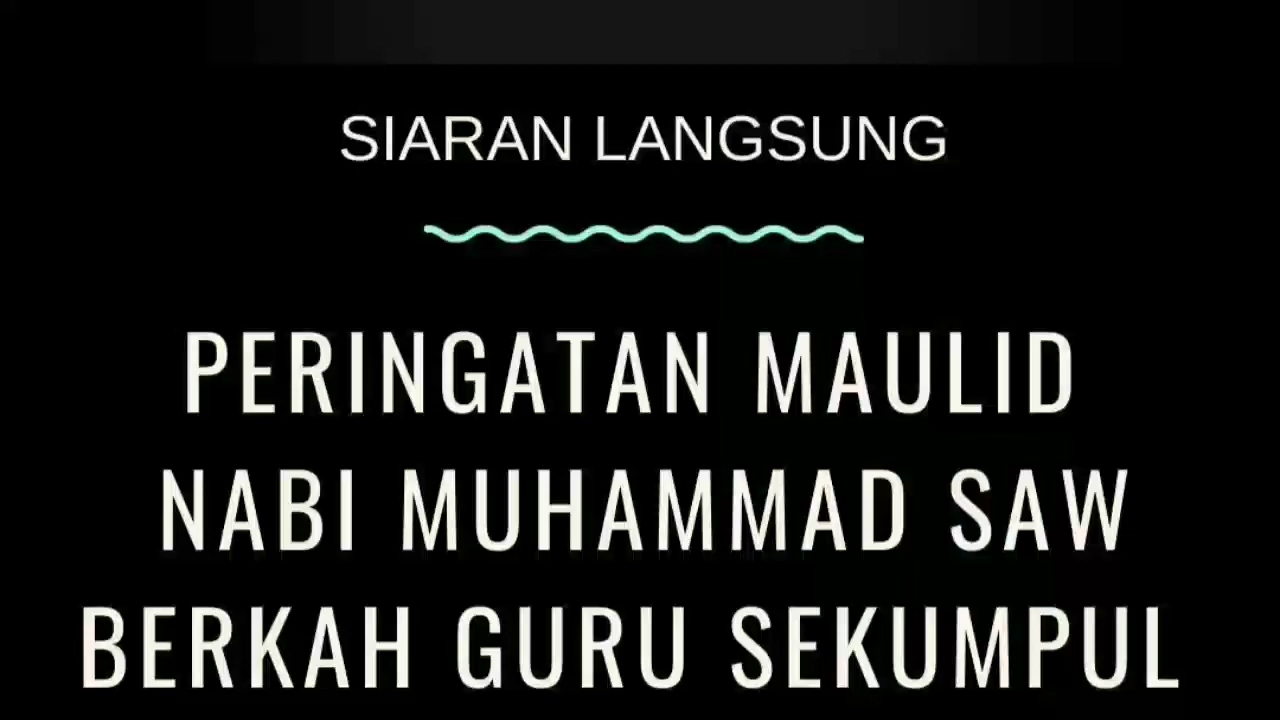 SIARAN LANGSUNG
PERINGATAN MAULID
NABI MUHAMMAD SAW
BERKAH GURU SEKUMPUL